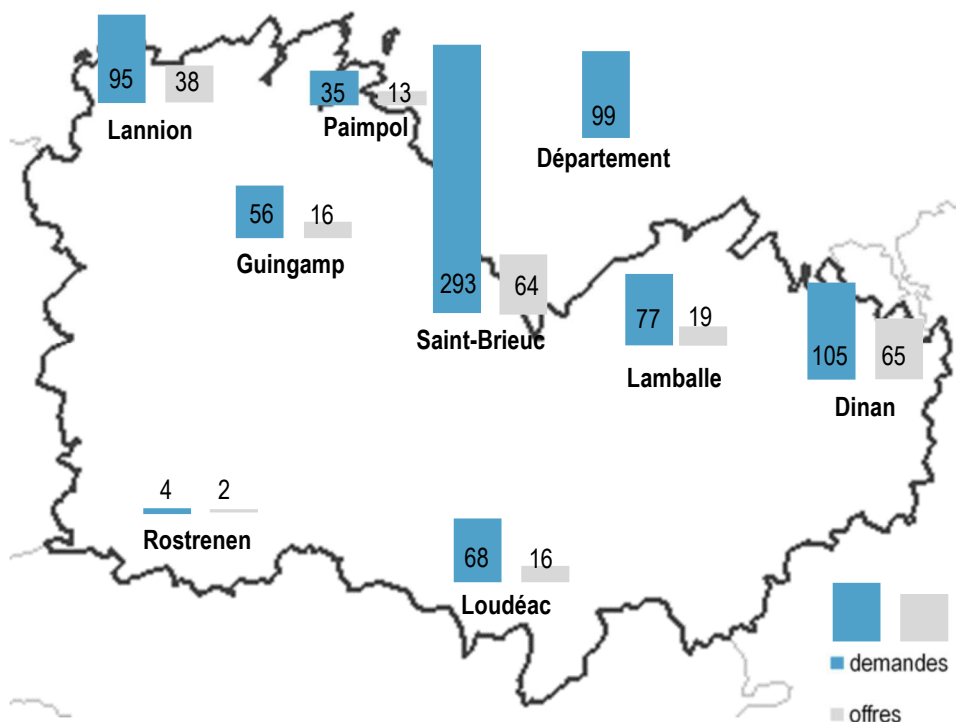 95 38
Lannion
35 13
Paimpol
99
Département
56 16
Guingamp
293 64
Saint-Brieuc
77 19
Lamballe
105 65
Dinan
4 2
Rostrenen
68 16
Loudéac
demandes
offres